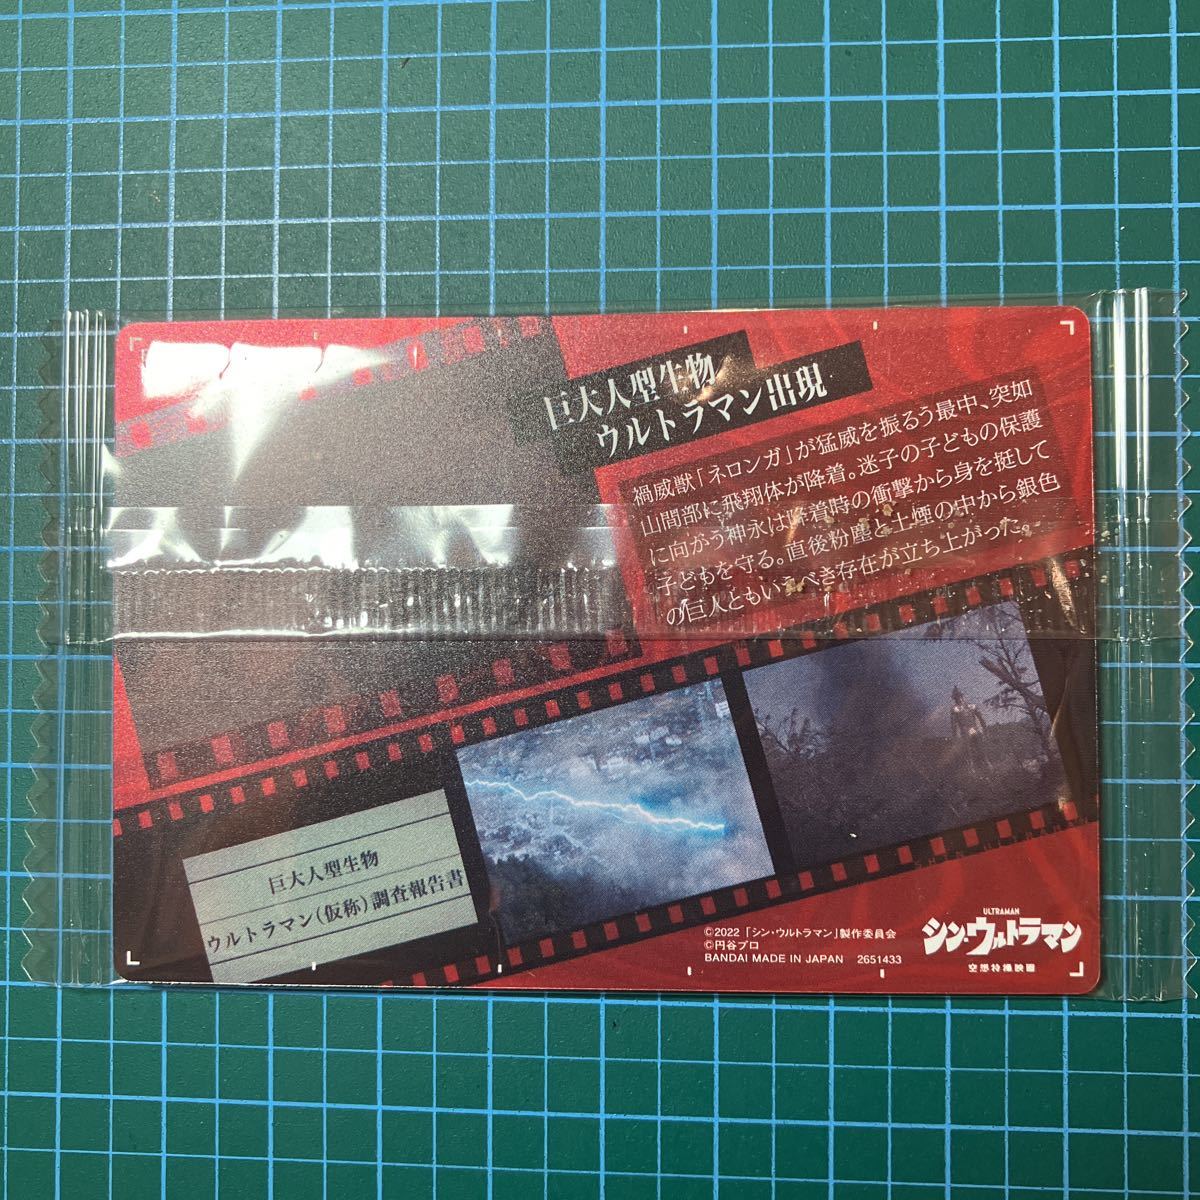 巨大人型生物
ウルトラマン出現
禍威獣「ネロンガ」が猛威を振るう最中、突如
山間部に飛翔体が降着。迷子の子どもの保護
に向かう神永は降着時の衝撃から身を挺して
子どもを守る。直後粉塵と土煙の中から銀色
の巨人ともいうべき存在が立ち上がった。
巨大人型生物
ウルトラマン(仮称)調査報告書
©2022「シン・ウルトラマン」製作委員会
©円谷プロ
BANDAI MADE IN JAPAN 2651433
ULTRAMAN
シン・ウルトラマン
空想特撮映画